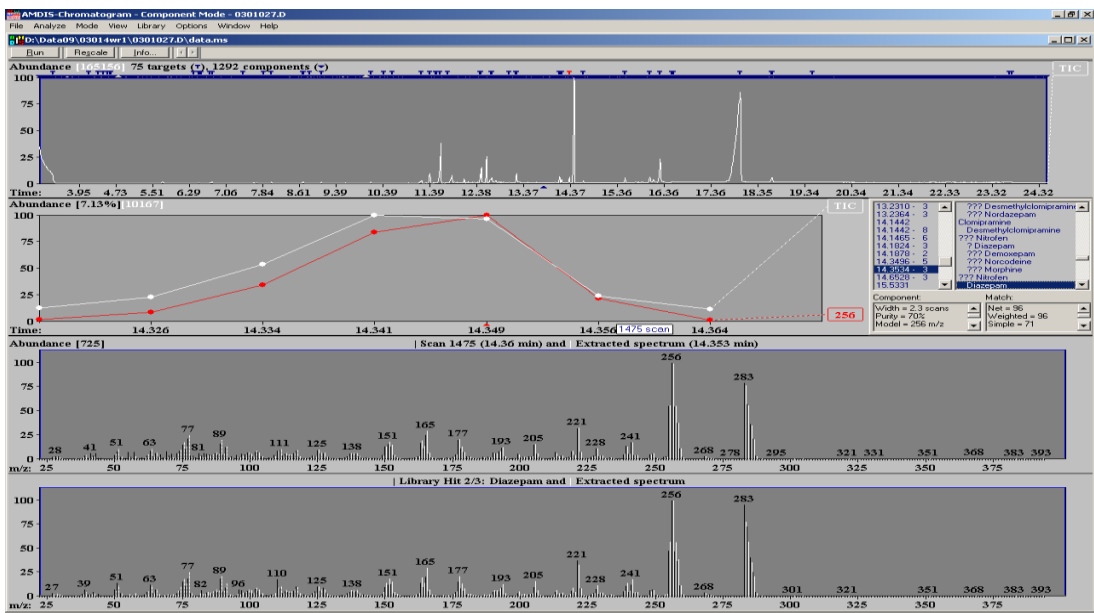 AMDIS-Chromatogram - Component Mode - 0301027.D
File Analyze Mode View Library Options Window Help
D:\Data09\03014wr1\0301027.D\data.ms
Run Rescale Info...
Abundance [165156] 75 targets (▼), 1292 components (▼) TIC
100
75
50
25
0
Time: 3.95 4.73 5.51 6.29 7.06 7.84 8.61 9.39 10.39 11.39 12.38 13.37 14.37 15.36 16.36 17.36 18.35 19.34 20.34 21.34 22.33 23.32 24.32
Abundance [7.13%] [10167] TIC
100
75
50
25
0
256
Time: 14.326 14.334 14.341 14.349 14.356 14.364
1475 scan
13.2310 - 3
13.2364 - 3
14.1442
14.1442 - 8
14.1465 - 6
14.1824 - 3
14.1878 - 2
14.3496 - 5
14.3534 - 3
14.6528 - 3
15.5331
??? Desmethylclomipramine
??? Nordazepam
Clomipramine
Desmethylclomipramine
??? Nitrofen
? Diazepam
??? Demoxepam
??? Norcodeine
??? Morphine
??? Nitrofen
Diazepam
Component: Match:
Width = 2.3 scans Net = 96
Purity = 70% Weighted = 96
Model = 256 m/z Simple = 71
Abundance [725] | Scan 1475 (14.36 min) and | Extracted spectrum (14.353 min)
100
75
50
25
0
28 41 51 63 77 81 89 111 125 138 151 165 177 193 205 221 228 241 256 268 278 283 295 321 331 351 368 383 393
m/z: 25 50 75 100 125 150 175 200 225 250 275 300 325 350 375
| Library Hit 2/3: Diazepam and | Extracted spectrum
100
75
50
25
0
27 39 51 63 77 82 89 96 110 125 138 151 165 177 193 205 221 228 241 256 268 283 301 321 351 368 383 393
m/z: 25 50 75 100 125 150 175 200 225 250 275 300 325 350 375